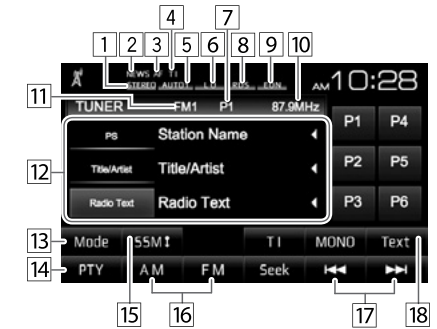 4 7
1 2 3 5 6 8 9 10
NEWS AF TI
STEREO AUTO1 LO RDS EON AM 10:28
11
TUNER FM1 P1 87.9MHz
P1 P4
PS Station Name
12
Title/Artist Title/Artist
P2 P5
Radio Text Radio Text
P3 P6
13 Mode SSM TI MONO Text
14 PTY AM FM Seek
15 16 17 18